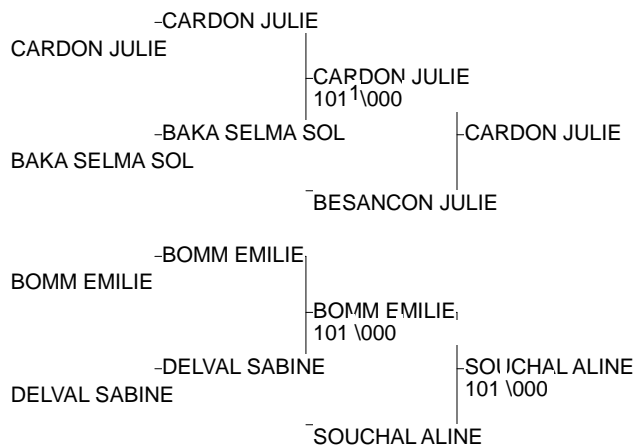 CARDON JULIE
CARDON JULIE
CARDON JULIE
101 \000
BAKA SELMA SOL
CARDON JULIE
BAKA SELMA SOL
BESANCON JULIE
BOMM EMILIE
BOMM EMILIE
BOMM EMILIE
101 \000
DELVAL SABINE
SOUCHAL ALINE
101 \000
DELVAL SABINE
SOUCHAL ALINE